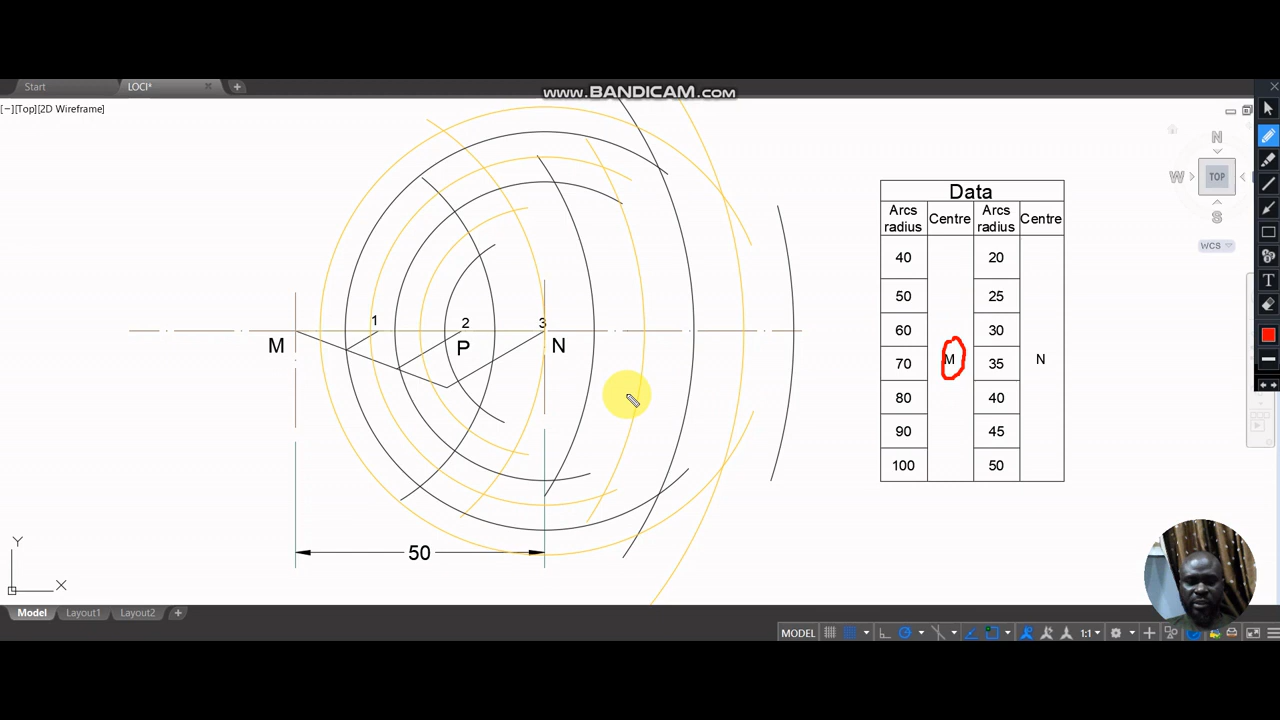 www.BANDICAM.com
Start
LOCI*
+
[−][Top][2D Wireframe]
N
W
TOP
S
WCS
Data
Arcs radius Centre Arcs radius Centre
40 20
50 25
60 30
70 M 35 N
80 40
90 45
100 50
1 2 3
M P N
50
Y
X
Model Layout1 Layout2 +
MODEL 1:1
T